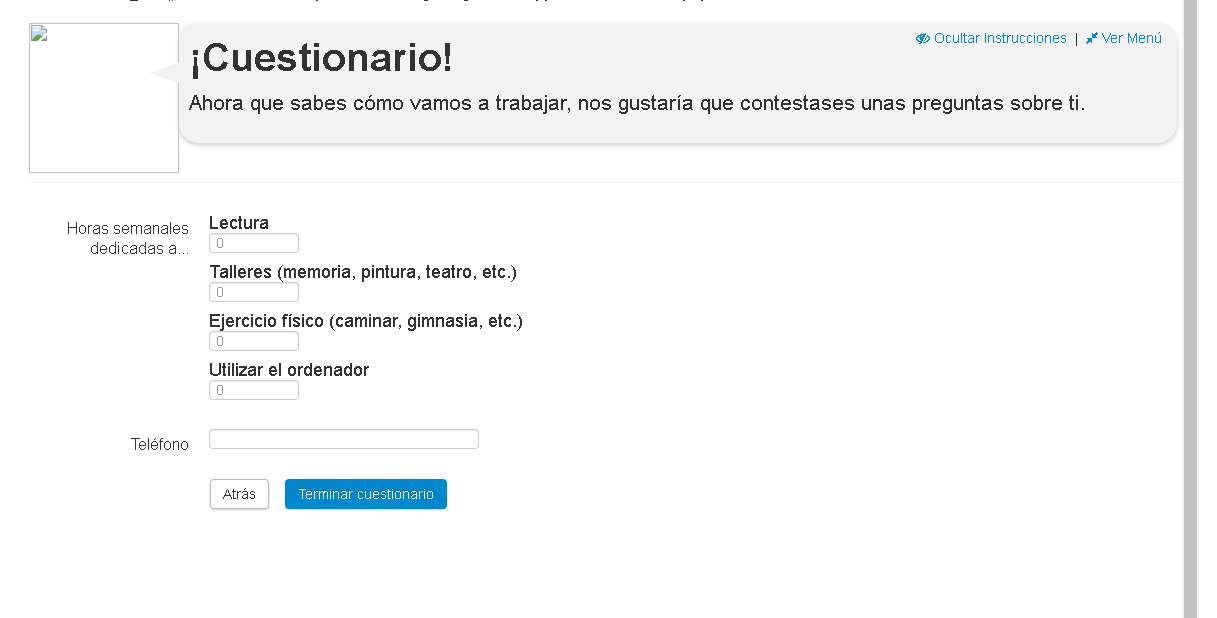 Ocultar Instrucciones | Ver Menú
¡Cuestionario!
Ahora que sabes cómo vamos a trabajar, nos gustaría que contestases unas preguntas sobre ti.
Horas semanales
dedicadas a...
Lectura
0
Talleres (memoria, pintura, teatro, etc.)
0
Ejercicio físico (caminar, gimnasia, etc.)
0
Utilizar el ordenador
0
Teléfono
Atrás
Terminar cuestionario